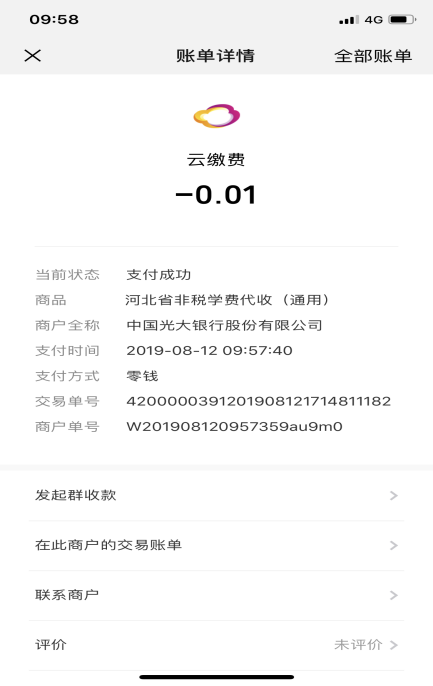 09:58
4G
账单详情
全部账单
云缴费
-0.01
当前状态 支付成功
商品 河北省非税学费代收（通用）
商户全称 中国光大银行股份有限公司
支付时间 2019-08-12 09:57:40
支付方式 零钱
交易单号 4200000391201908121714811182
商户单号 W201908120957359au9m0
发起群收款
在此商户的交易账单
联系商户
评价 未评价